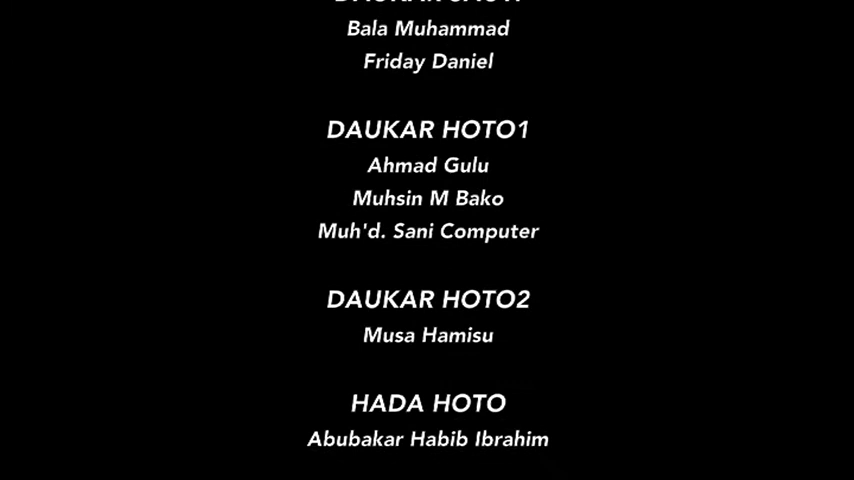 Bala Muhammad
Friday Daniel
DAUKAR HOTO1
Ahmad Gulu
Muhsin M Bako
Muh'd. Sani Computer
DAUKAR HOTO2
Musa Hamisu
HADA HOTO
Abubakar Habib Ibrahim